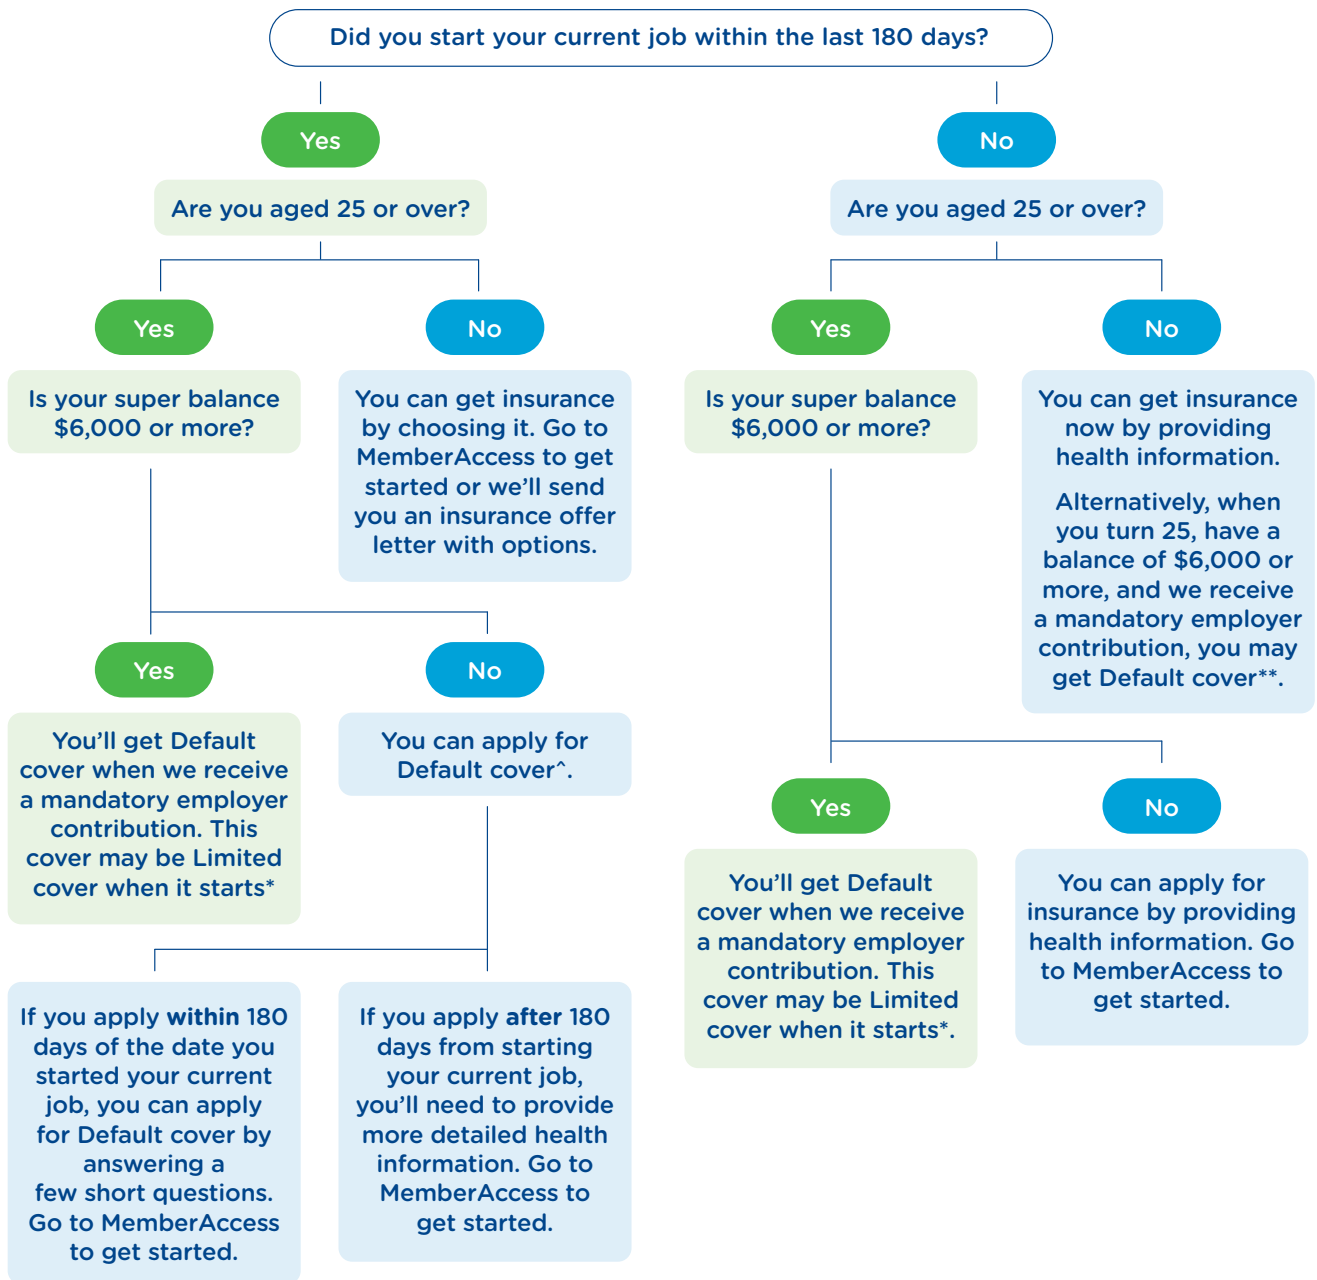 Did you start your current job within the last 180 days?
Yes
No
Are you aged 25 or over?
Are you aged 25 or over?
Yes
No
Yes
No
Is your super balance
$6,000 or more?
You can get insurance
by choosing it. Go to
MemberAccess to get
started or we'll send
you an insurance offer
letter with options.
Is your super balance
$6,000 or more?
You can get insurance
now by providing
health information.
Alternatively, when
you turn 25, have a
balance of $6,000 or
more, and we receive
a mandatory employer
contribution, you may
get Default cover**.
Yes
No
You'll get Default
cover when we receive
a mandatory employer
contribution. This
cover may be Limited
cover when it starts*
You can apply for
Default cover^.
Yes
No
You'll get Default
cover when we receive
a mandatory employer
contribution. This
cover may be Limited
cover when it starts*.
You can apply for
insurance by providing
health information. Go
to MemberAccess to
get started.
If you apply within 180
days of the date you
started your current
job, you can apply
for Default cover by
answering a
few short questions.
Go to MemberAccess
to get started.
If you apply after 180
days from starting
your current job,
you'll need to provide
more detailed health
information. Go to
MemberAccess to
get started.